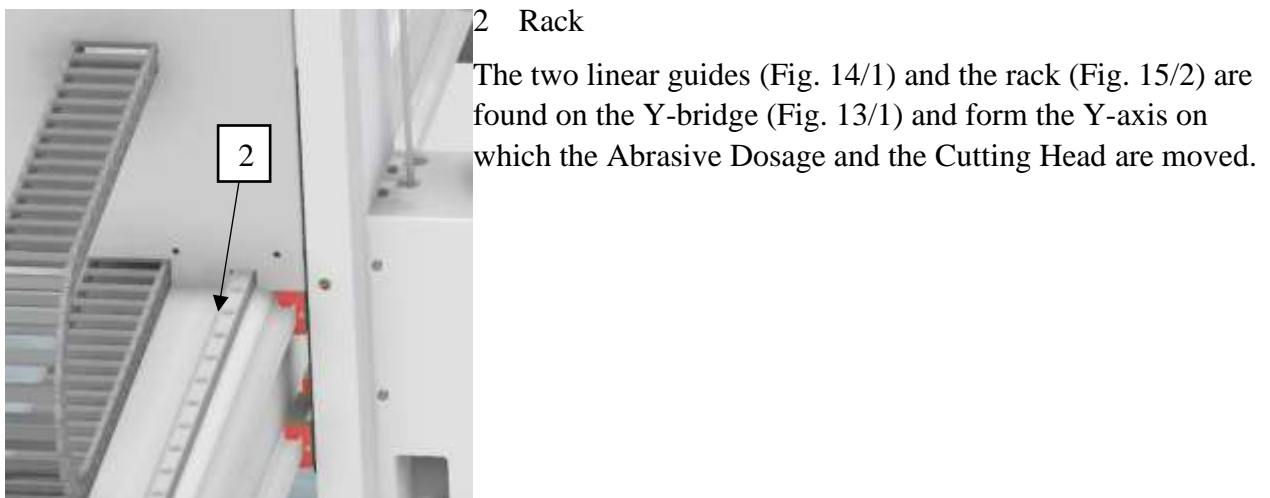 2 Rack
The two linear guides (Fig. 14/1) and the rack (Fig. 15/2) are
found on the Y-bridge (Fig. 13/1) and form the Y-axis on
which the Abrasive Dosage and the Cutting Head are moved.
2